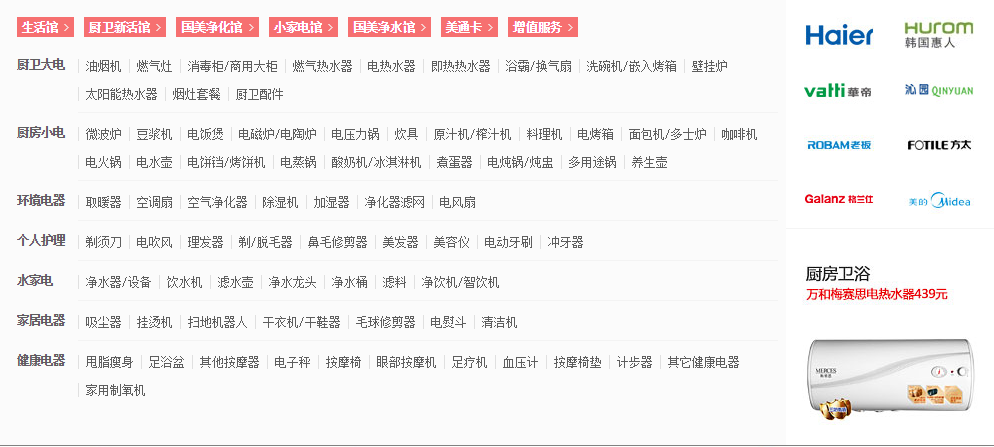 生活馆 > 厨卫新活馆 > 国美净化馆 > 小家电馆 > 国美净水馆 > 美通卡 > 增值服务 >
厨卫大电 油烟机 燃气灶 消毒柜/商用大柜 燃气热水器 电热水器 即热热水器 浴霸/换气扇 洗碗机/嵌入烤箱 壁挂炉
太阳能热水器 烟灶套餐 厨卫配件
厨房小电 微波炉 豆浆机 电饭煲 电磁炉/电陶炉 电压力锅 炊具 原汁机/榨汁机 料理机 电烤箱 面包机/多士炉 咖啡机
电火锅 电水壶 电饼铛/烤饼机 电蒸锅 酸奶机/冰淇淋机 煮蛋器 电炖锅/炖盅 多用途锅 养生壶
环境电器 取暖器 空调扇 空气净化器 除湿机 加湿器 净化器滤网 电风扇
个人护理 剃须刀 电吹风 理发器 剃/脱毛器 鼻毛修剪器 美发器 美容仪 电动牙刷 冲牙器
水家电 净水器/设备 饮水机 滤水壶 净水龙头 净水桶 滤料 净饮机/智饮机
家居电器 吸尘器 挂烫机 扫地机器人 干衣机/干鞋器 毛球修剪器 电熨斗 清洁机
健康电器 甩脂瘦身 足浴盆 其他按摩器 电子秤 按摩椅 眼部按摩机 足疗机 血压计 按摩椅垫 计步器 其它健康电器
家用制氧机
Haier HUROM
韩国惠人
vatti 華帝 沁园 QINYUAN
ROBAM 老板 FOTILE 方太
Galanz 格兰仕 美的 Midea
厨房卫浴
万和梅赛思电热水器439元
MERCES